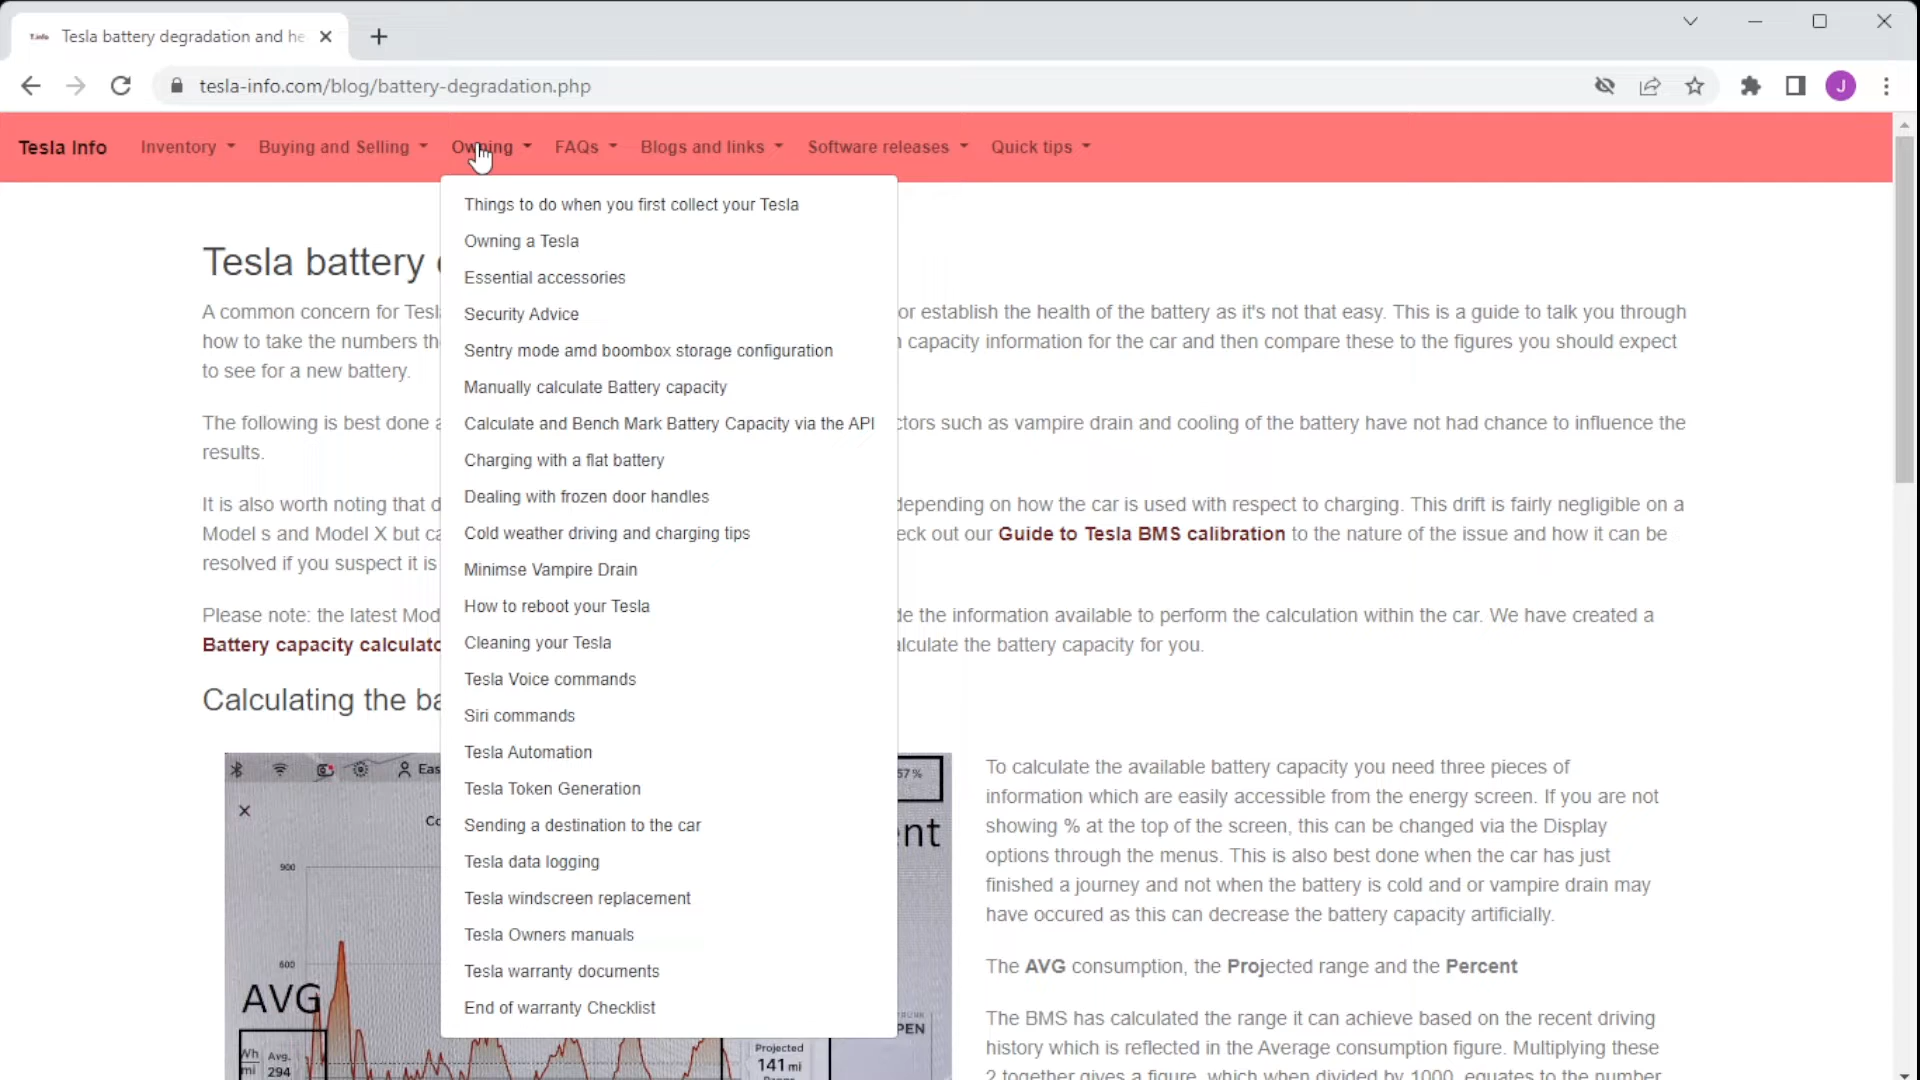 T.info Tesla battery degradation and he
tesla-info.com/blog/battery-degradation.php
J
Tesla Info Inventory Buying and Selling Owning FAQs Blogs and links Software releases Quick tips
Things to do when you first collect your Tesla
Owning a Tesla
Essential accessories
Security Advice
Sentry mode amd boombox storage configuration
Manually calculate Battery capacity
Calculate and Bench Mark Battery Capacity via the API
Charging with a flat battery
Dealing with frozen door handles
Cold weather driving and charging tips
Minimse Vampire Drain
How to reboot your Tesla
Cleaning your Tesla
Tesla Voice commands
Siri commands
Tesla Automation
Tesla Token Generation
Sending a destination to the car
Tesla data logging
Tesla windscreen replacement
Tesla Owners manuals
Tesla warranty documents
End of warranty Checklist
Tesla battery
A common concern for Tesl or establish the health of the battery as it's not that easy. This is a guide to talk you through
how to take the numbers th capacity information for the car and then compare these to the figures you should expect
to see for a new battery.
The following is best done ctors such as vampire drain and cooling of the battery have not had chance to influence the
results.
It is also worth noting that d depending on how the car is used with respect to charging. This drift is fairly negligible on a
Model s and Model X but ca eck out our Guide to Tesla BMS calibration to the nature of the issue and how it can be
resolved if you suspect it is
Please note: the latest Mod de the information available to perform the calculation within the car. We have created a
Battery capacity calculato alculate the battery capacity for you.
Calculating the ba
Eas
57%
Co
ent
900
600
AVG
Wh
mi
Avg.
294
PEN
Projected
141 mi
To calculate the available battery capacity you need three pieces of
information which are easily accessible from the energy screen. If you are not
showing % at the top of the screen, this can be changed via the Display
options through the menus. This is also best done when the car has just
finished a journey and not when the battery is cold and or vampire drain may
have occured as this can decrease the battery capacity artificially.
The AVG consumption, the Projected range and the Percent
The BMS has calculated the range it can achieve based on the recent driving
history which is reflected in the Average consumption figure. Multiplying these
2 together gives a figure, which when divided by 1000, equates to the number